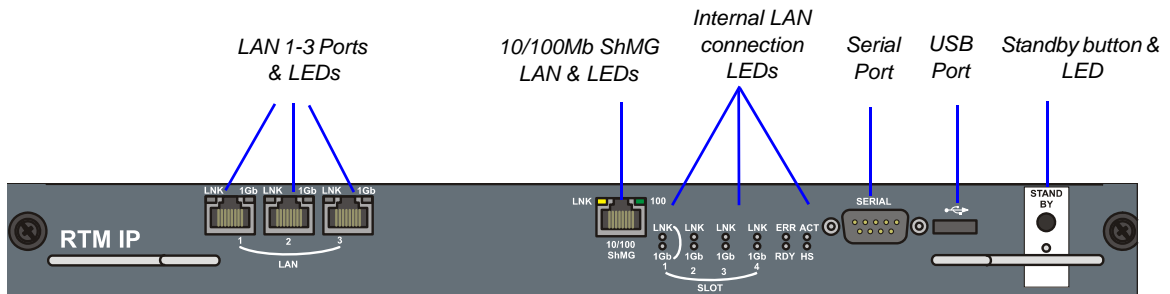 LAN 1-3 Ports
& LEDs
10/100Mb ShMG
LAN & LEDs
Internal LAN
connection
LEDs
Serial
Port
USB
Port
Standby button &
LED
LNK 1Gb LNK 1Gb LNK 1Gb
1 2 3
LAN
RTM IP
LNK 100
10/100
ShMG
LNK LNK LNK LNK ERR ACT
1Gb 1Gb 1Gb 1Gb RDY HS
1 2 3 4
SLOT
SERIAL
STAND
BY